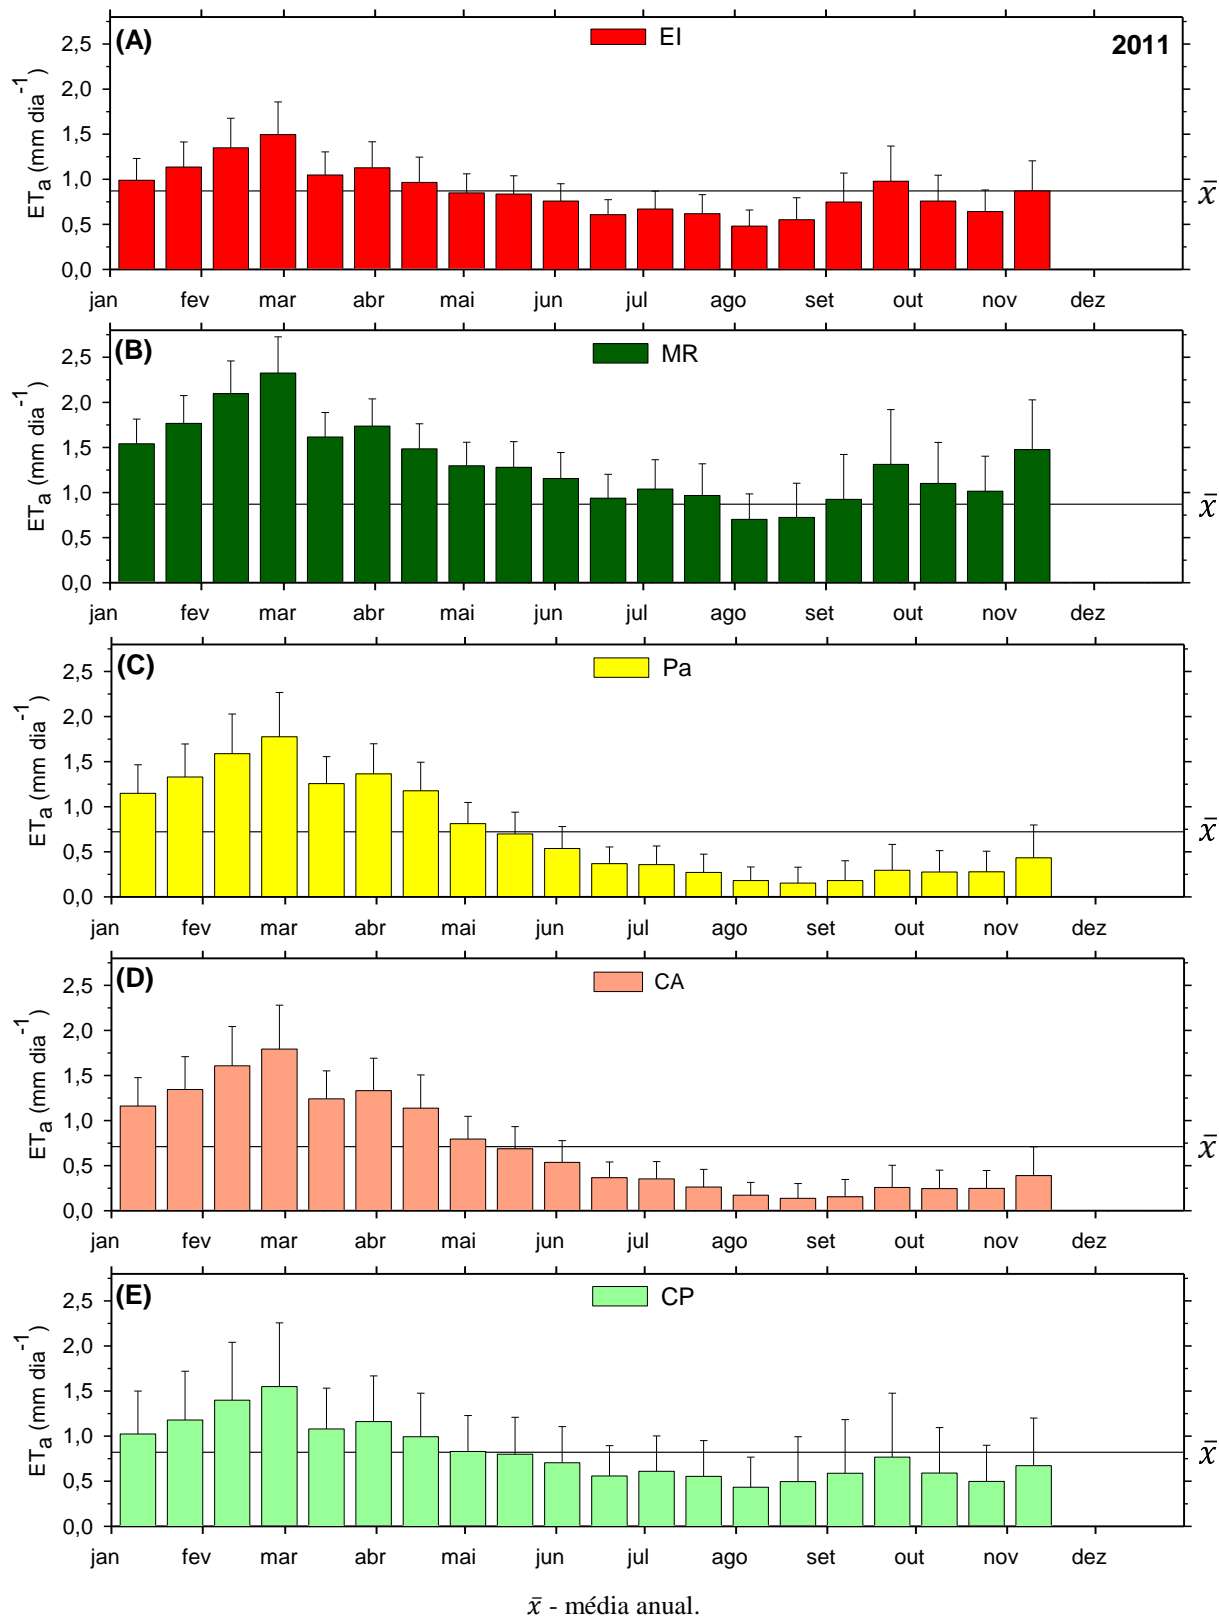 (A) EI 2011
ETa (mm dia-1)
2,5
2,0
1,5
1,0
0,5
0,0
x̄
jan fev mar abr mai jun jul ago set out nov dez
(B) MR
ETa (mm dia-1)
2,5
2,0
1,5
1,0
0,5
0,0
x̄
jan fev mar abr mai jun jul ago set out nov dez
(C) Pa
ETa (mm dia-1)
2,5
2,0
1,5
1,0
0,5
0,0
x̄
jan fev mar abr mai jun jul ago set out nov dez
(D) CA
ETa (mm dia-1)
2,5
2,0
1,5
1,0
0,5
0,0
x̄
jan fev mar abr mai jun jul ago set out nov dez
(E) CP
ETa (mm dia-1)
2,5
2,0
1,5
1,0
0,5
0,0
x̄
jan fev mar abr mai jun jul ago set out nov dez
x̄ - média anual.